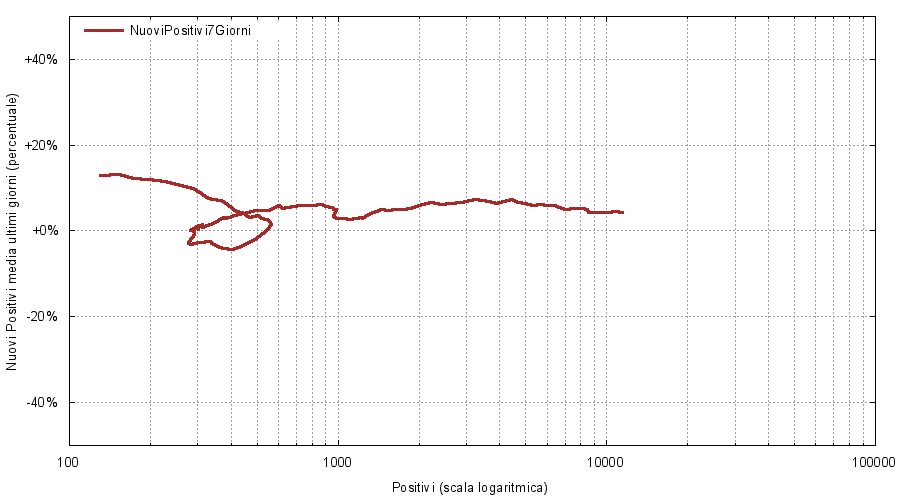 NuoviPositivi7Giorni
+40%
+20%
+0%
-20%
-40%
Nuovi Positivi media ultimi giorni (percentuale)
100 1000 10000 100000
Positivi (scala logaritmica)